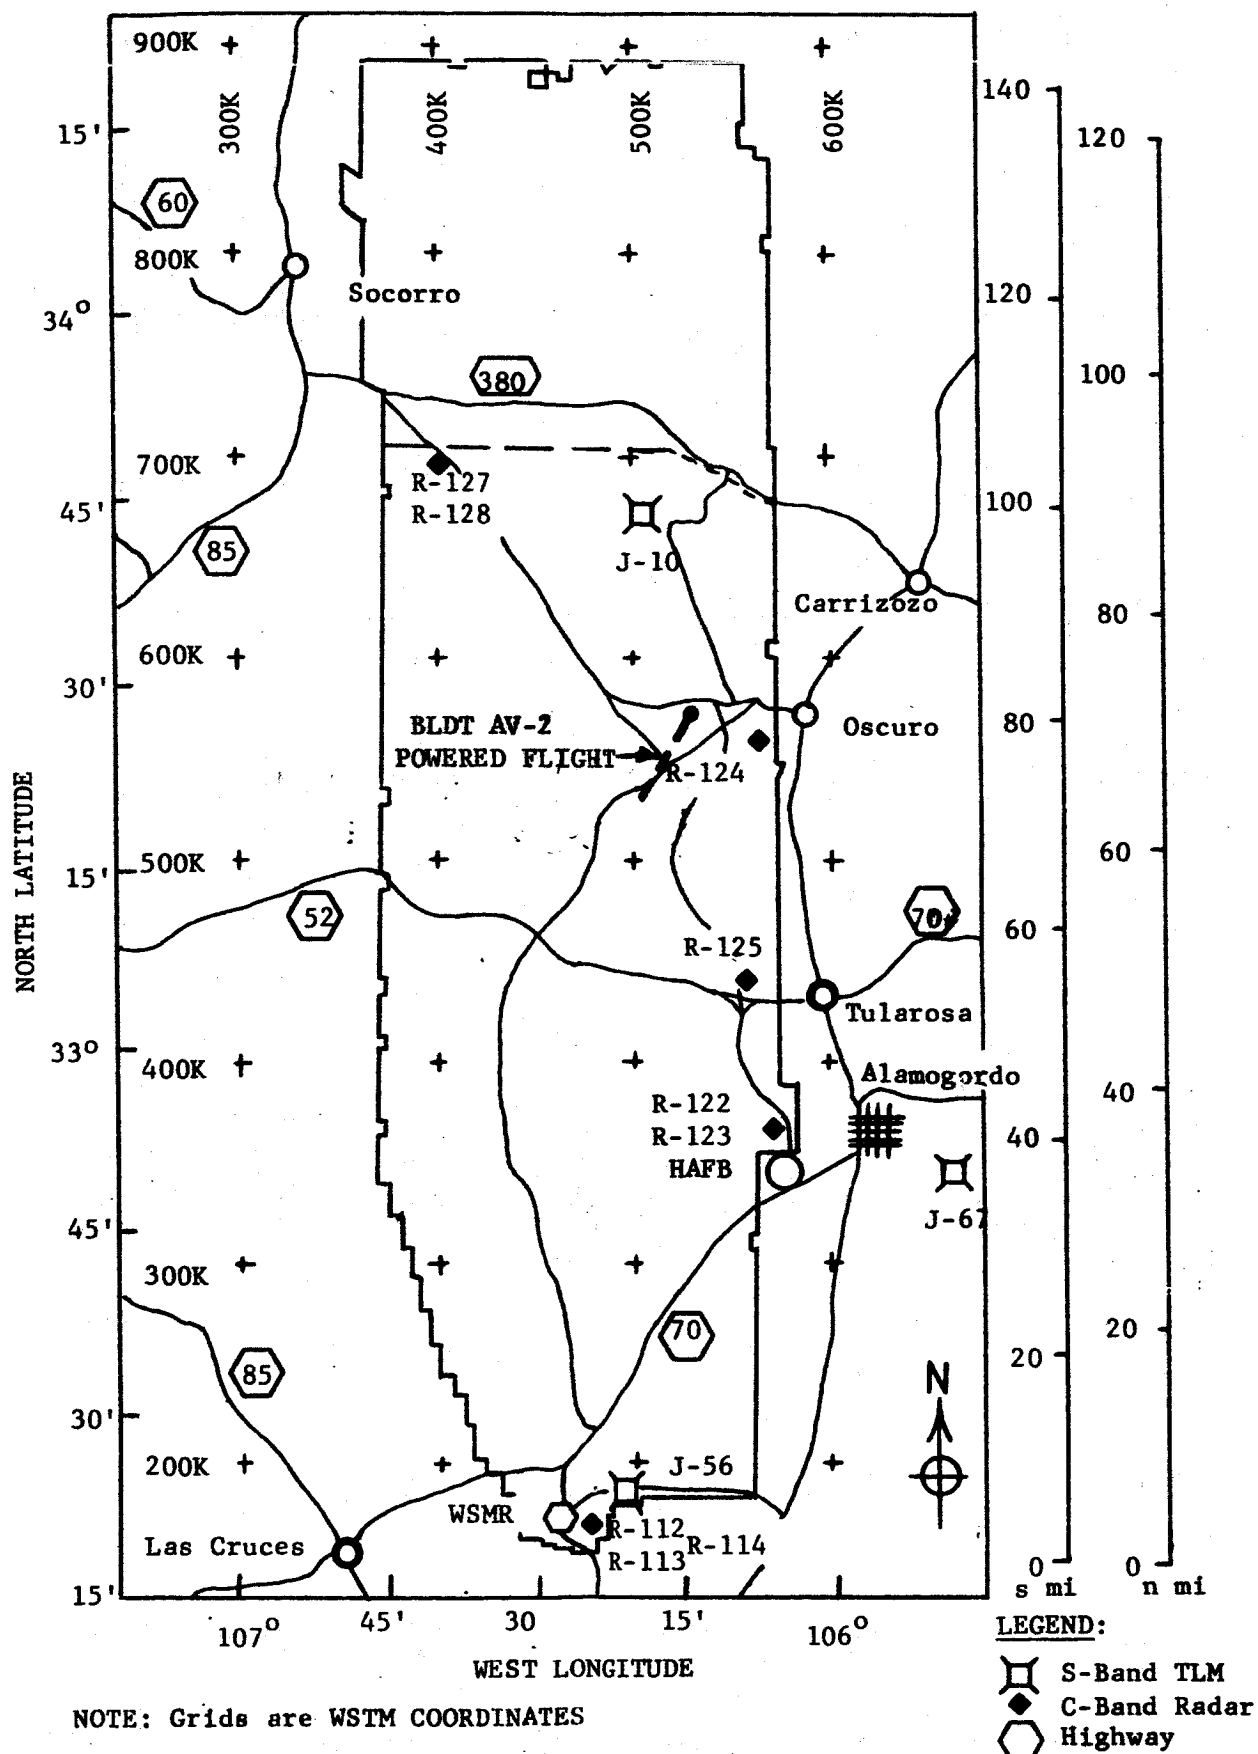 900K
300K
400K
500K
600K
140
120
15'
60
800K
Socorro
120
34°
380
100
700K
R-127
R-128
45'
100
85
J-10
Carrizozo
80
600K
30'
BLDT AV-2
POWERED FLIGHT
Oscuro
80
R-124
NORTH LATITUDE
500K
15'
60
52
70
60
R-125
Tularosa
33°
400K
Alamogordo
40
R-122
R-123
HAFB
40
J-67
45'
300K
70
20
20
85
N
30'
200K
J-56
WSMR
R-112
R-113
R-114
Las Cruces
0
s mi
0
n mi
15'
107°
45'
30
15'
106°
WEST LONGITUDE
LEGEND:
S-Band TLM
C-Band Radar
Highway
NOTE: Grids are WSTM COORDINATES